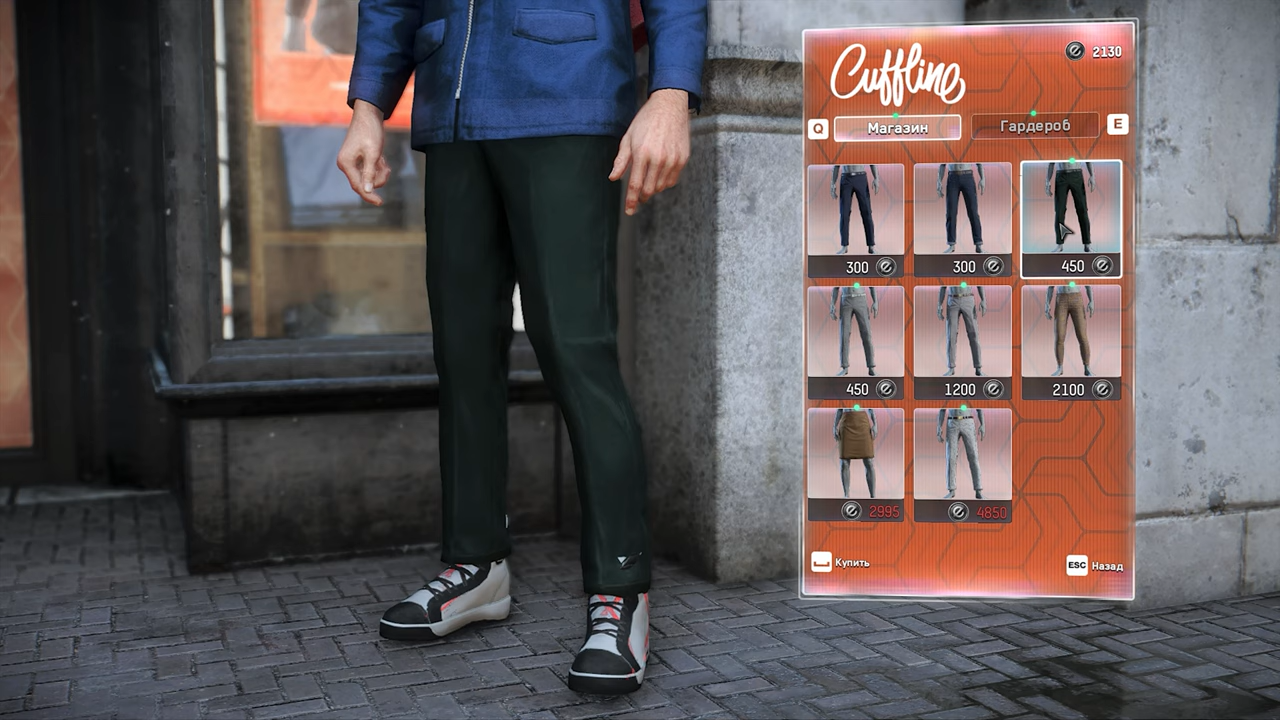 Cuffline
2130
Q
Магазин
Гардероб
E
300
300
450
450
1200
2100
2995
4850
Купить
ESC
Назад